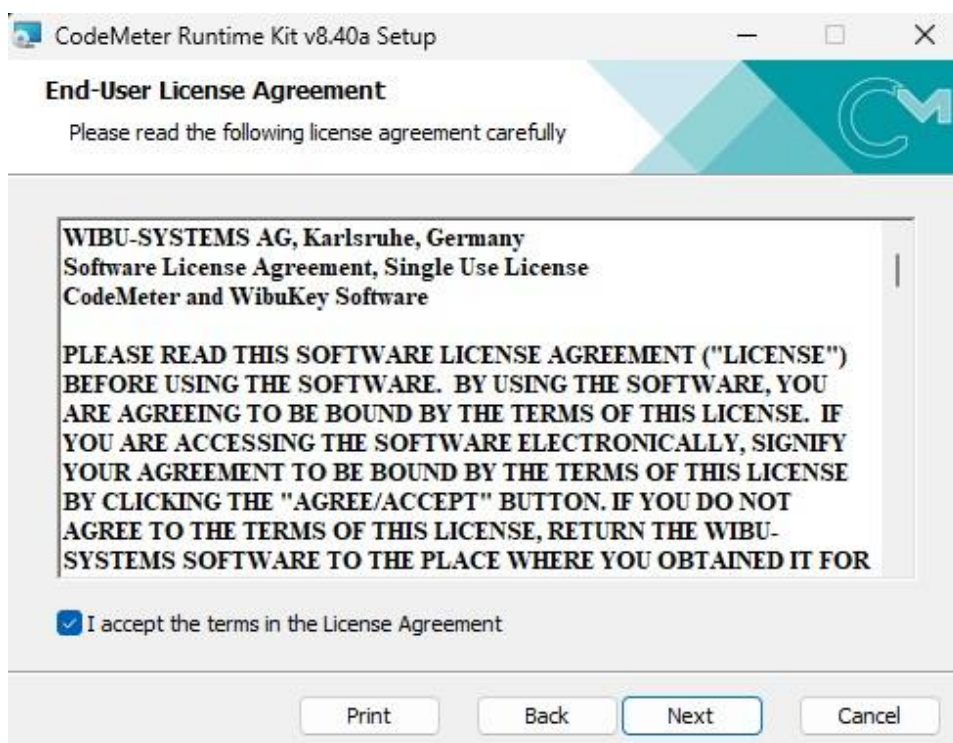 CodeMeter Runtime Kit v8.40a Setup
End-User License Agreement
Please read the following license agreement carefully
CM
WIBU-SYSTEMS AG, Karlsruhe, Germany
Software License Agreement, Single Use License
CodeMeter and WibuKey Software
PLEASE READ THIS SOFTWARE LICENSE AGREEMENT ("LICENSE")
BEFORE USING THE SOFTWARE.  BY USING THE SOFTWARE, YOU
ARE AGREEING TO BE BOUND BY THE TERMS OF THIS LICENSE.  IF
YOU ARE ACCESSING THE SOFTWARE ELECTRONICALLY, SIGNIFY
YOUR AGREEMENT TO BE BOUND BY THE TERMS OF THIS LICENSE
BY CLICKING THE "AGREE/ACCEPT" BUTTON. IF YOU DO NOT
AGREE TO THE TERMS OF THIS LICENSE, RETURN THE WIBU-
SYSTEMS SOFTWARE TO THE PLACE WHERE YOU OBTAINED IT FOR
I accept the terms in the License Agreement
Print Back Next Cancel